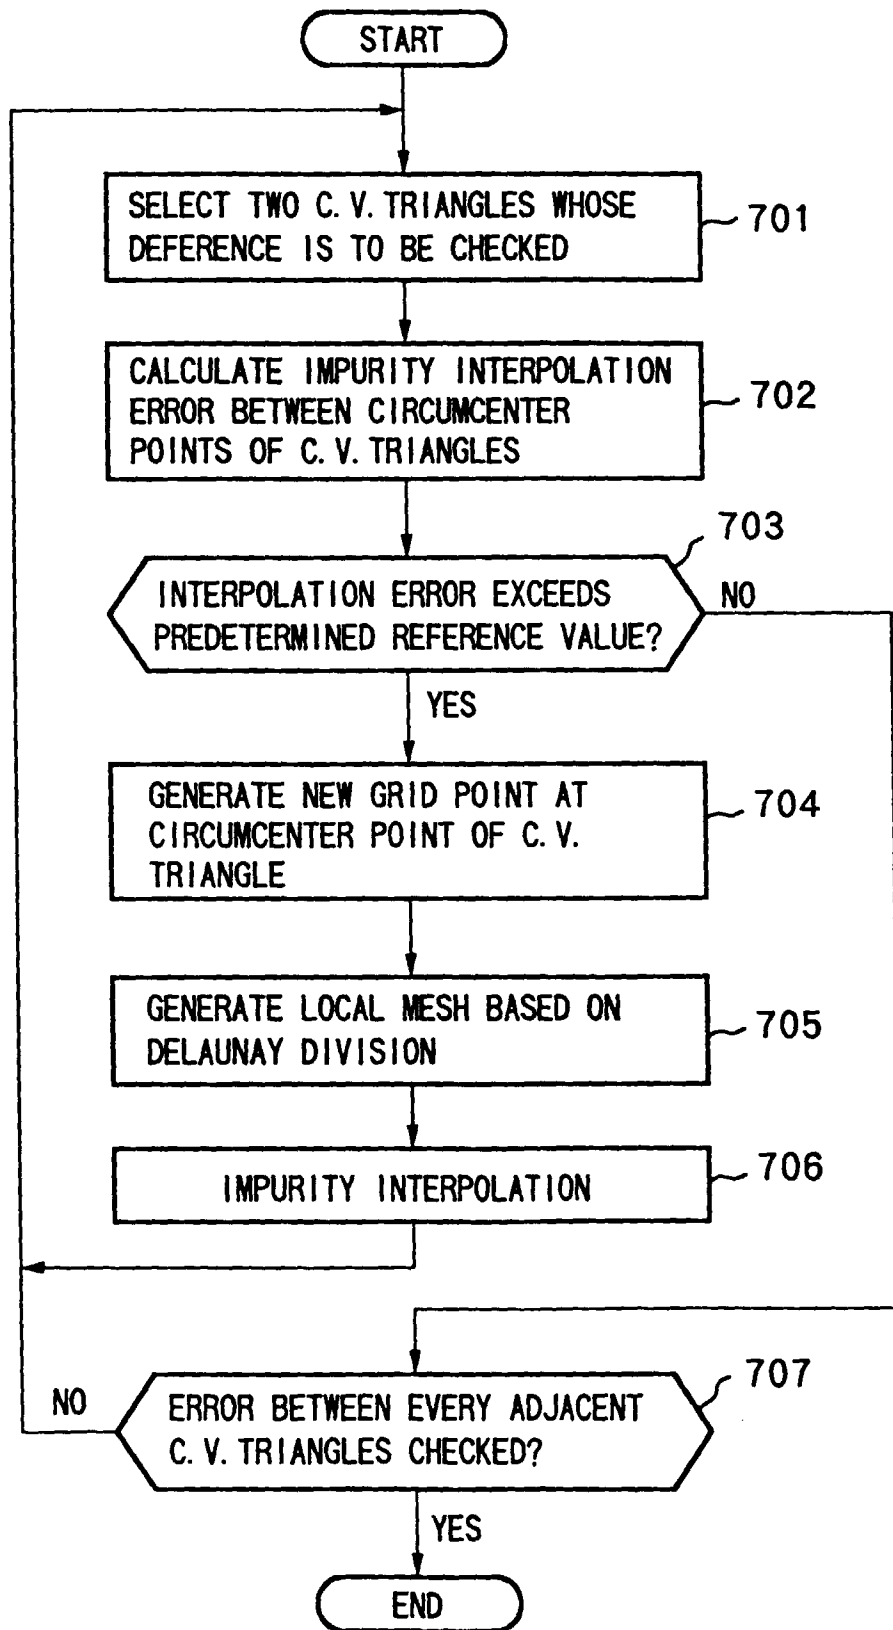 START
SELECT TWO C. V. TRIANGLES WHOSE
DEFERENCE IS TO BE CHECKED
701
CALCULATE IMPURITY INTERPOLATION
ERROR BETWEEN CIRCUMCENTER
POINTS OF C. V. TRIANGLES
702
703
INTERPOLATION ERROR EXCEEDS
PREDETERMINED REFERENCE VALUE?
NO
YES
GENERATE NEW GRID POINT AT
CIRCUMCENTER POINT OF C. V.
TRIANGLE
704
GENERATE LOCAL MESH BASED ON
DELAUNAY DIVISION
705
IMPURITY INTERPOLATION
706
707
NO
ERROR BETWEEN EVERY ADJACENT
C. V. TRIANGLES CHECKED?
YES
END